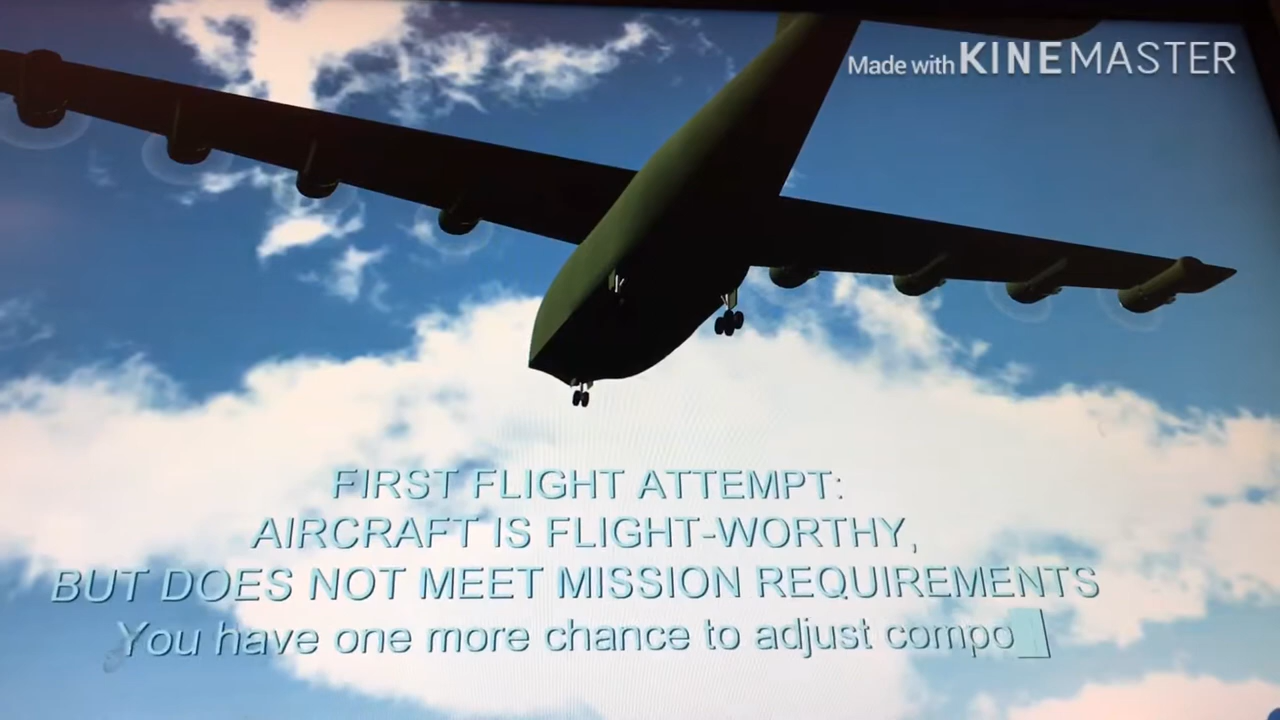 Made with KINEMASTER
FIRST FLIGHT ATTEMPT:
AIRCRAFT IS FLIGHT-WORTHY,
BUT DOES NOT MEET MISSION REQUIREMENTS
You have one more chance to adjust compo